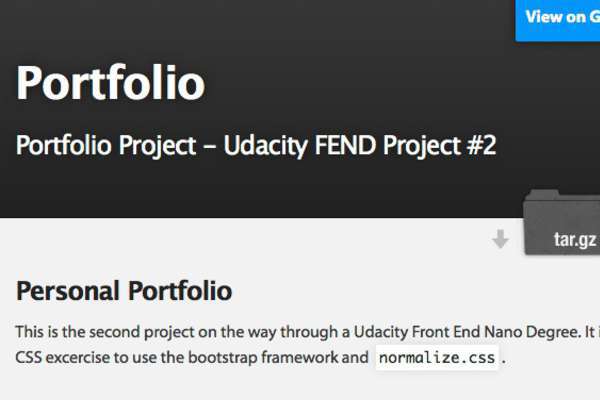 View on G
Portfolio
Portfolio Project – Udacity FEND Project #2
tar.gz
Personal Portfolio
This is the second project on the way through a Udacity Front End Nano Degree. It i
CSS excercise to use the bootstrap framework and normalize.css .